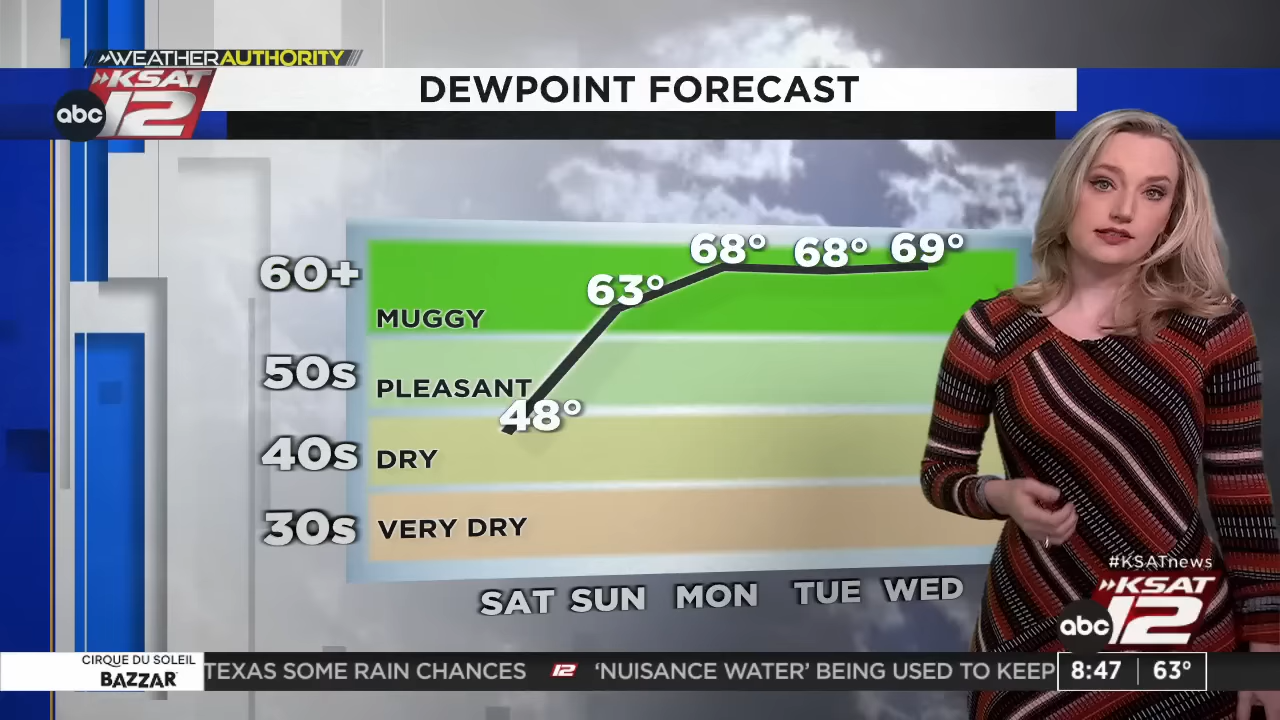 WEATHERAUTHORITY
KSAT
abc 12
DEWPOINT FORECAST
60+
MUGGY
50s
PLEASANT
40s
DRY
30s
VERY DRY
48°
63°
68°
68°
69°
SAT SUN MON TUE WED
#KSATnews
KSAT
abc 12
CIRQUE DU SOLEIL
BAZZAR
TEXAS SOME RAIN CHANCES 12 ‘NUISANCE WATER’ BEING USED TO KEEP
8:47 63°